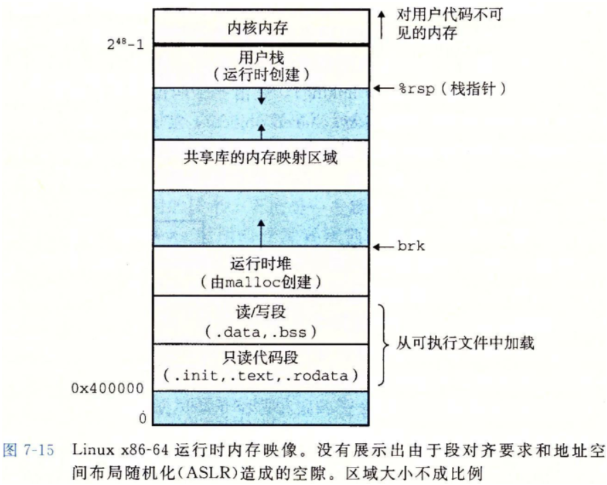 内核内存
对用户代码不可
见的内存
2⁴⁸-1
用户栈
(运行时创建)
%rsp(栈指针)
共享库的内存映射区域
brk
运行时堆
(由malloc创建)
读/写段
(.data,.bss)
从可执行文件中加载
只读代码段
(.init,.text,.rodata)
0x400000
0
图 7-15 Linux x86-64 运行时内存映像。没有展示出由于段对齐要求和地址空
间布局随机化(ASLR)造成的空隙。区域大小不成比例